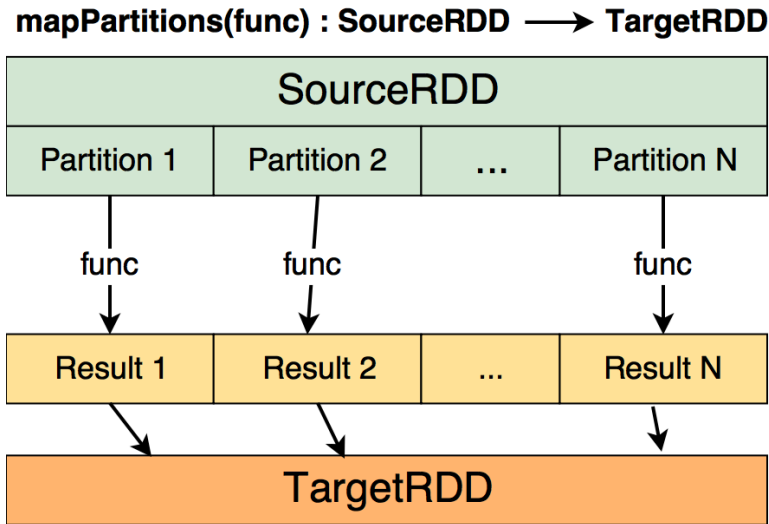 mapPartitions(func) : SourceRDD → TargetRDD
SourceRDD
Partition 1 Partition 2 ... Partition N
func func func
Result 1 Result 2 ... Result N
TargetRDD